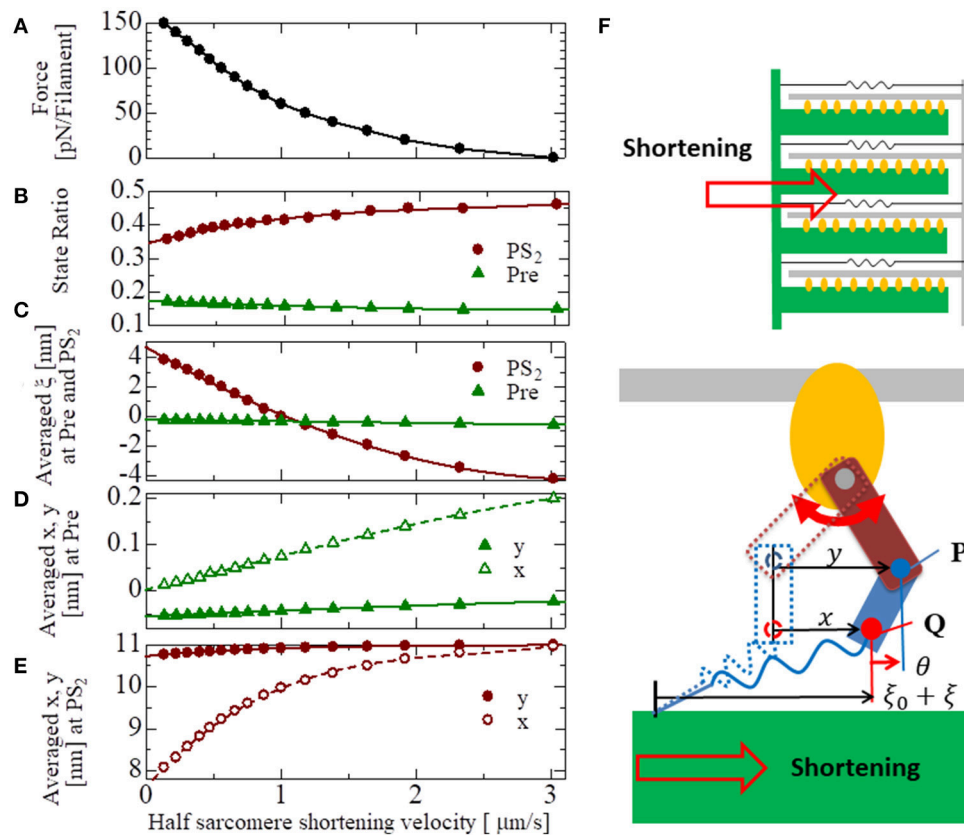 A
Force
[pN/Filament]
150
100
50
0
B
State Ratio
0.5
0.4
0.3
0.2
0.1
PS2
Pre
C
Averaged ξ [nm]
at Pre and PS2
4
2
0
-2
-4
PS2
Pre
D
Averaged x, y
[nm] at Pre
0.2
0.1
0
y
x
E
Averaged x, y
[nm] at PS2
11
10
9
8
y
x
0 1 2 3
Half sarcomere shortening velocity [ μm/s]
F
Shortening
y
P
x
Q
θ
ξ0 + ξ
Shortening